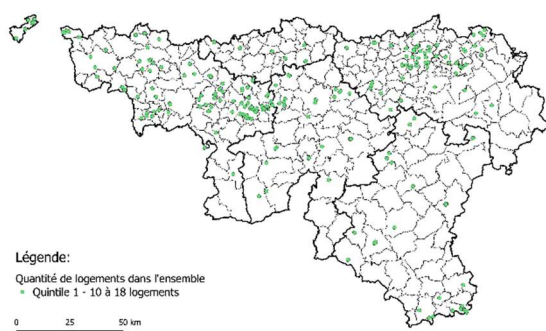 Légende:
Quantité de logements dans l'ensemble
Quintile 1 - 10 à 18 logements
0 25 50 km